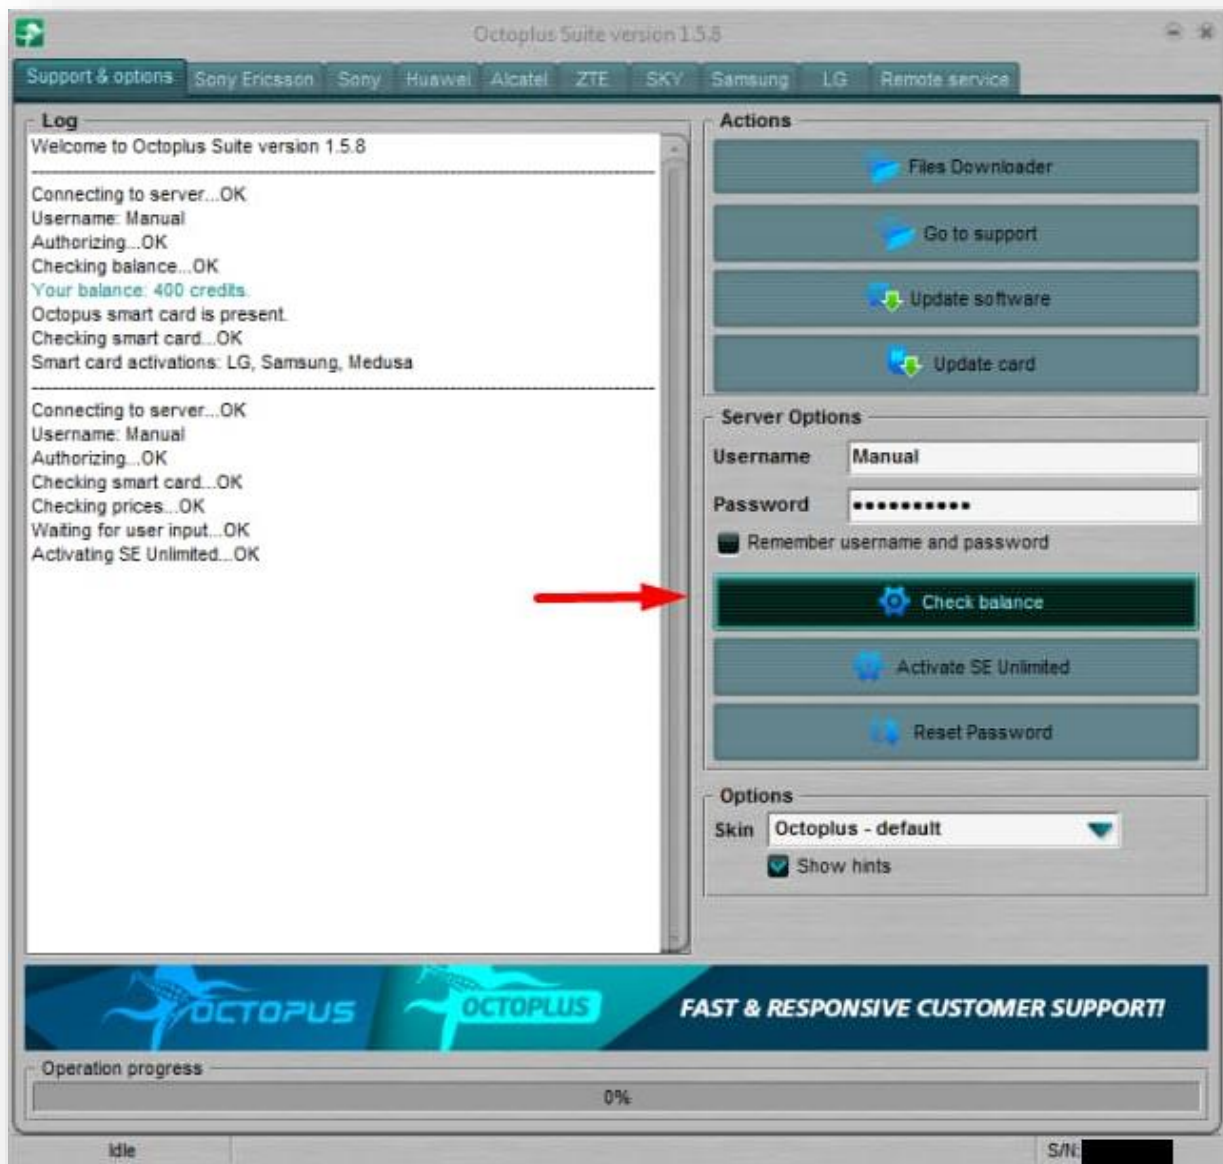 Octoplus Suite version 1.5.8
Support & options Sony Ericsson Sony Huawei Alcatel ZTE SKY Samsung LG Remote service
Log
Welcome to Octoplus Suite version 1.5.8
Connecting to server...OK
Username: Manual
Authorizing...OK
Checking balance...OK
Your balance: 400 credits.
Octopus smart card is present.
Checking smart card...OK
Smart card activations: LG, Samsung, Medusa
Connecting to server...OK
Username: Manual
Authorizing...OK
Checking smart card...OK
Checking prices...OK
Waiting for user input...OK
Activating SE Unlimited...OK
Actions
Files Downloader
Go to support
Update software
Update card
Server Options
Username Manual
Password ●●●●●●●●●●
Remember username and password
Check balance
Activate SE Unlimited
Reset Password
Options
Skin Octoplus - default
Show hints
OCTOPUS OCTOPLUS FAST & RESPONSIVE CUSTOMER SUPPORT!
Operation progress
0%
Idle S/N: